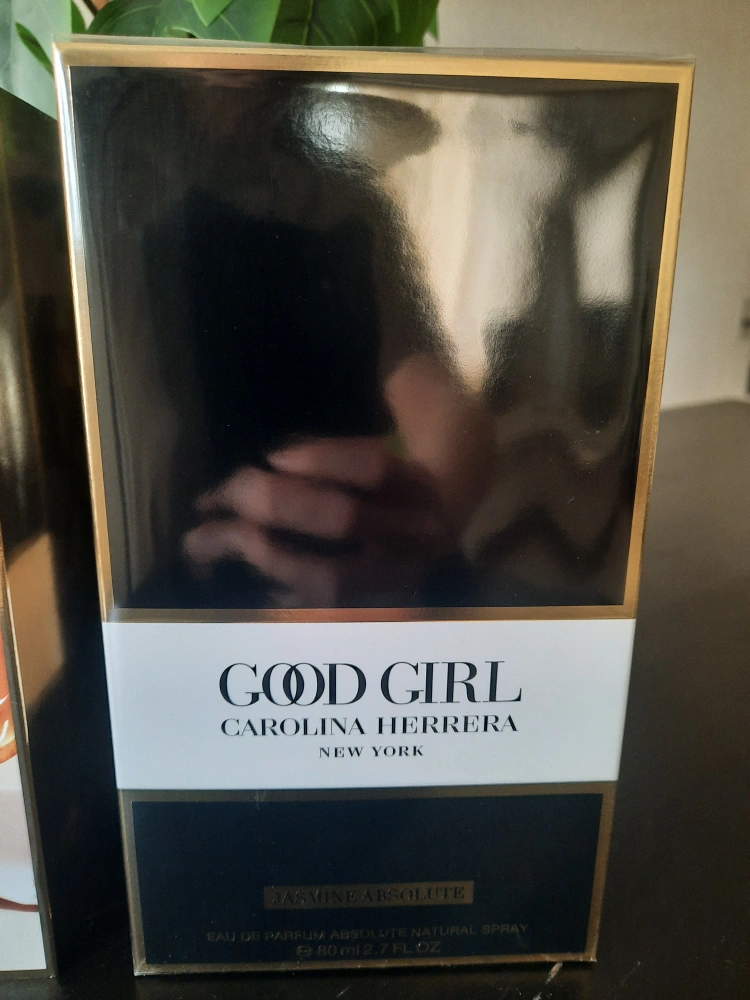 GOOD GIRL
CAROLINA HERRERA
NEW YORK
JASMINE ABSOLUTE
EAU DE PARFUM ABSOLUTE NATURAL SPRAY
℮ 80 ml 2.7 FL OZ